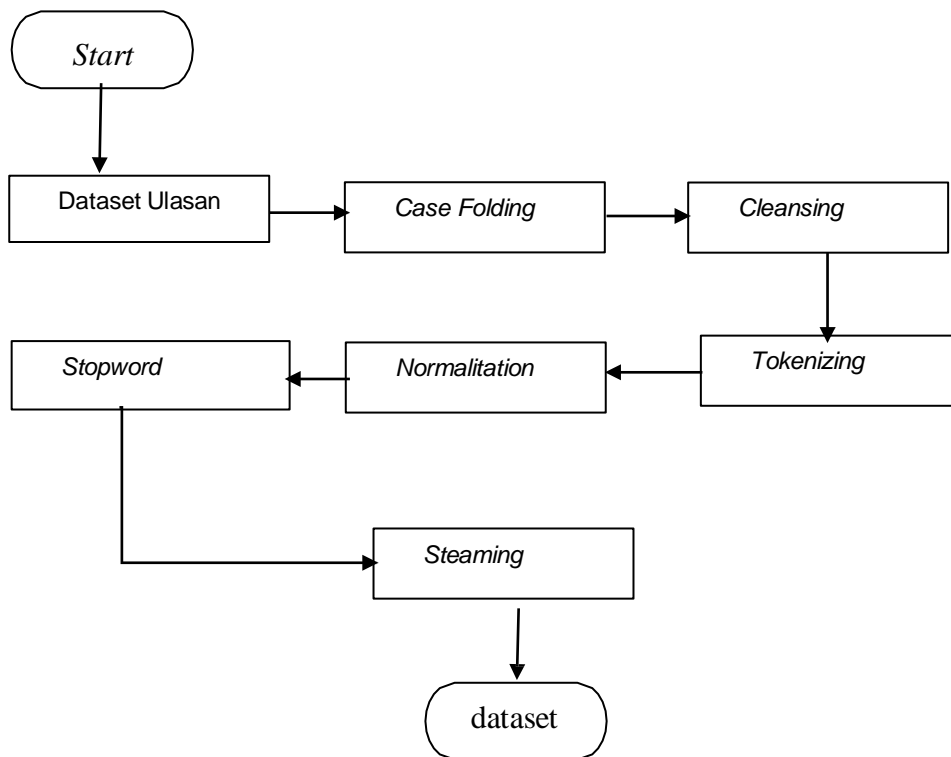 Start
Dataset Ulasan
Case Folding
Cleansing
Tokenizing
Normalitation
Stopword
Steaming
dataset